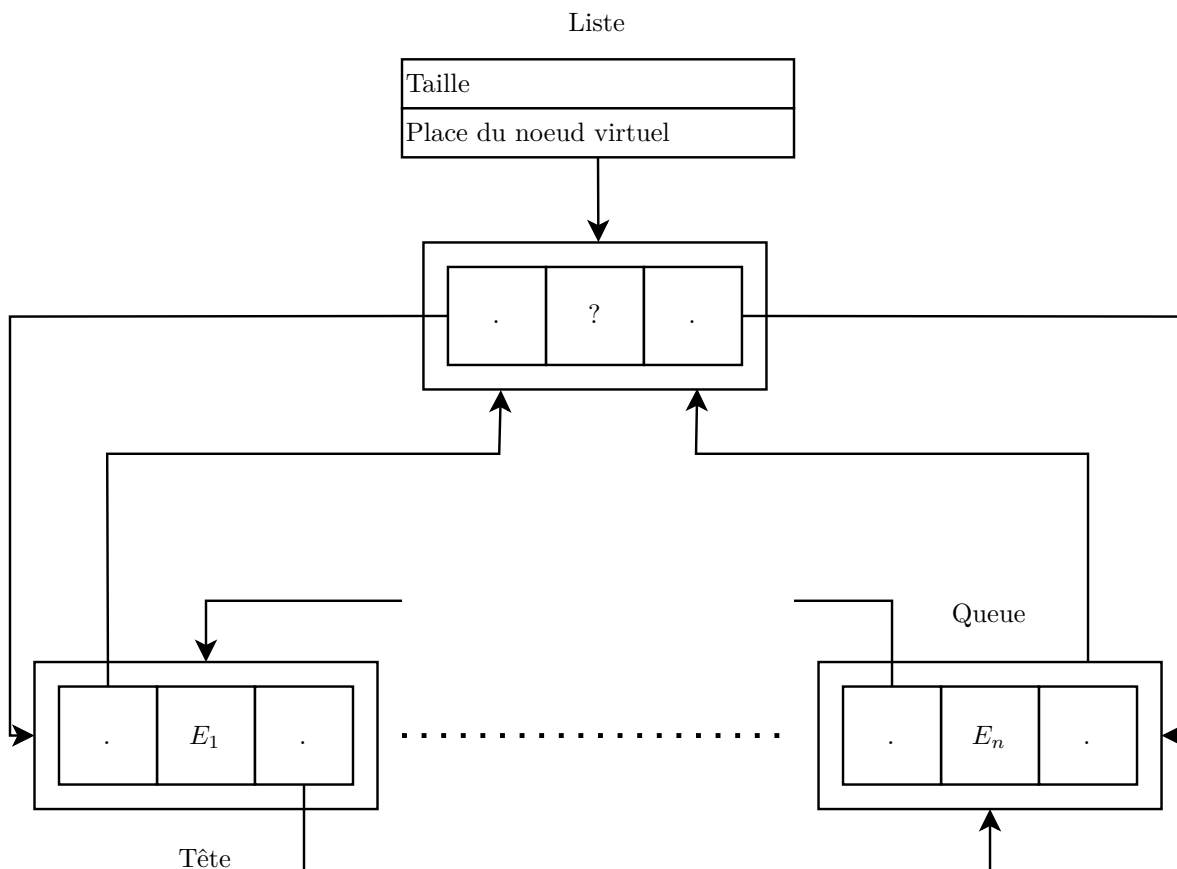 Liste
Taille
Place du noeud virtuel
. ? .
Queue
. E₁ .
. Eₙ .
Tête